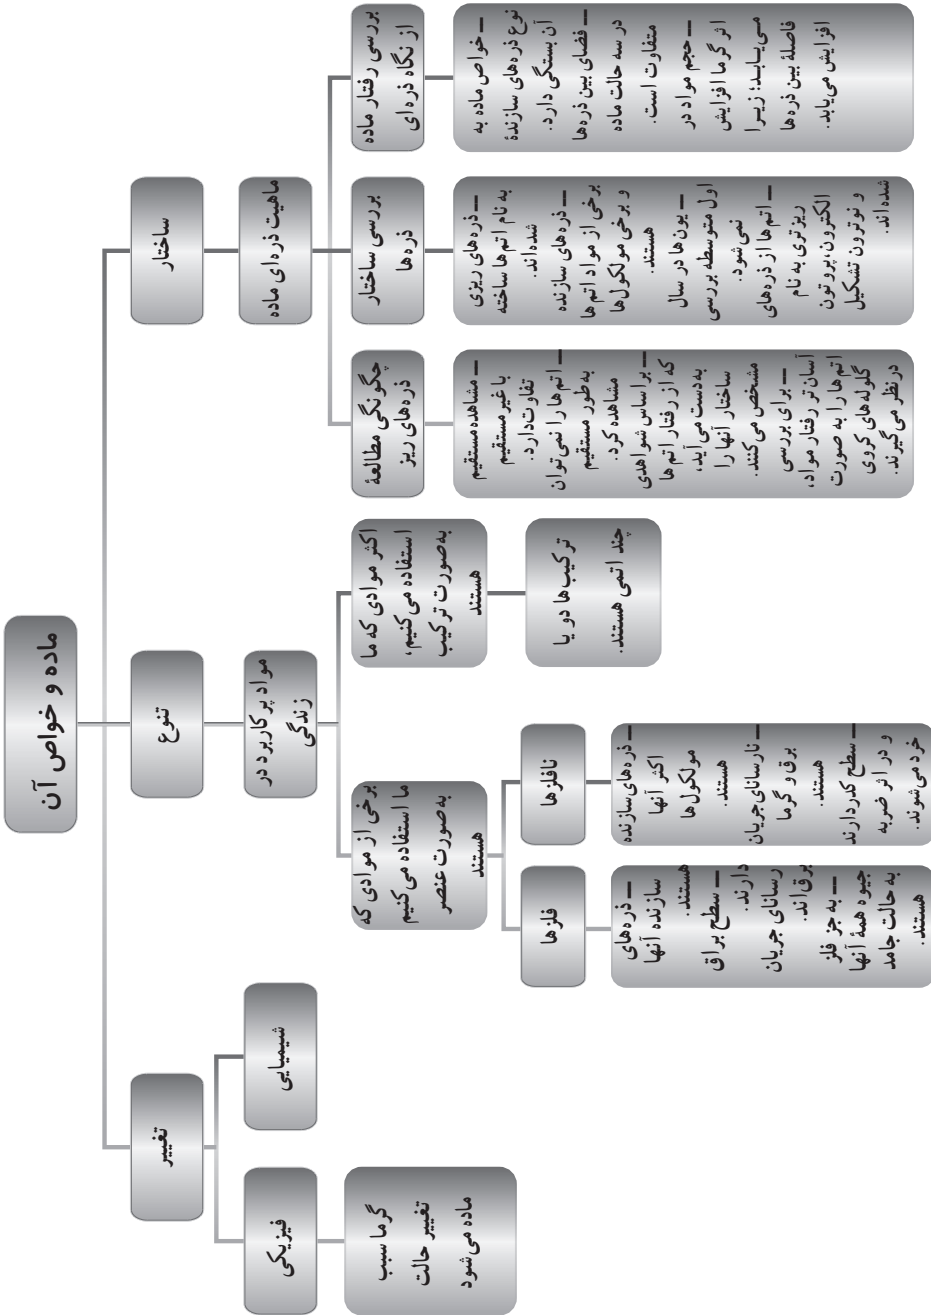 ماده و خواص آن
ساختار
ماهیت ذره‌ای ماده
بررسی رفتار ماده
از نگاه ذره‌ای
ـ خواص ماده به
نوع ذره‌های سازندهٔ
آن بستگی دارد.
ـ فضای بین ذره‌ها
در سه حالت ماده
متفاوت است.
ـ حجم مواد در
اثر گرما افزایش
می‌یابد؛ زیرا
فاصلهٔ بین ذره‌ها
افزایش می‌یابد.
بررسی ساختار
ذره‌ها
ـ ذره‌های ریزی
به نام اتم‌ها ساخته
شده‌اند.
ـ ذره‌های سازنده
برخی از مواد اتم‌ها
و برخی مولکول‌ها
هستند.
ـ یون‌ها در سال
اول متوسطه بررسی
نمی‌شود.
ـ اتم‌ها از ذره‌های
ریزتری به نام
الکترون،پروتون
و نوترون تشکیل
شده‌اند.
چگونگی مطالعهٔ
ذره‌های ریز
ـ مشاهده مستقیم
با غیر مستقیم
تفاوت دارد.
ـ اتم‌ها را نمی‌توان
به‌طور مستقیم
مشاهده کرد.
ـ براساس شواهدی
که از رفتار اتم‌ها
به‌دست می‌آید،
ساختار آنها را
مشخص می‌کنند.
ـ برای بررسی
آسان‌تر رفتار مواد،
اتم‌ها را به صورت
گلوله‌های کروی
درنظر می‌گیرند.
تنوع
مواد پرکاربرد در
زندگی
اکثر موادی که ما
استفاده می‌کنیم،
به‌صورت ترکیب
هستند
ترکیب‌ها دو یا
چند اتمی هستند.
برخی از موادی که
ما استفاده می‌کنیم
به‌صورت عنصر
هستند
نافلزها
ـ ذره‌های سازنده
اکثر آنها
مولکول‌ها
هستند.
ـ نارسانای جریان
برق و گرما
هستند.
ـ سطح کدر دارند
و در اثر ضربه
خرد می‌شوند.
فلزها
ـ ذره‌های
سازنده آنها
هستند.
ـ سطح براق
دارند.
رسانای جریان
برق‌اند.
ـ به جز فلز
جیوه همهٔ آنها
به حالت جامد
هستند.
تغییر
شیمیایی
فیزیکی
گرما سبب
تغییر حالت
ماده می‌شود